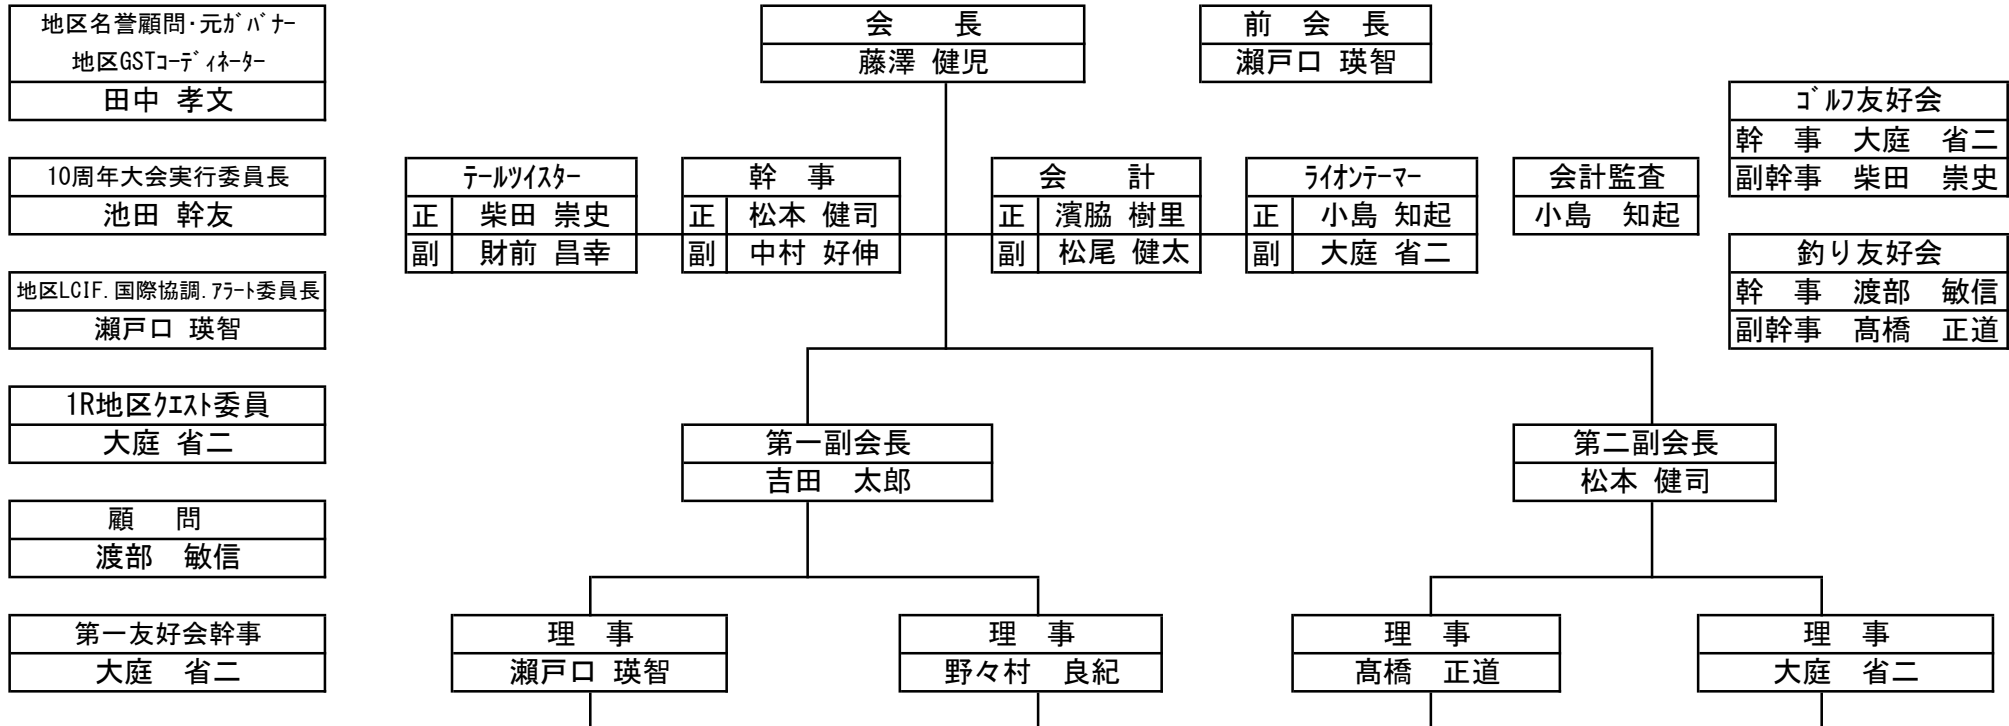 地区名誉顧問･元ｶﾞﾊﾞﾅｰ
地区GSTｺｰﾃﾞｨﾈｰﾀｰ
田中 孝文
会　　長
藤澤 健児
前　会　長
瀬戸口 瑛智
ｺﾞﾙﾌ友好会
幹　事　大庭　省二
副幹事　柴田　崇史
10周年大会実行委員長
池田 幹友
ﾃｰﾙﾂｲｽﾀｰ
正 柴田 崇史
副 財前 昌幸
幹　事
正 松本 健司
副 中村 好伸
会　　計
正 濱脇 樹里
副 松尾 健太
ﾗｲｵﾝﾃｰﾏｰ
正 小島 知起
副 大庭 省二
会計監査
小島　知起
釣り友好会
幹　事　渡部　敏信
副幹事　髙橋　正道
地区LCIF.国際協調.ｱﾗｰﾄ委員長
瀬戸口 瑛智
1R地区ｸｴｽﾄ委員
大庭 省二
第一副会長
吉田　太郎
第二副会長
松本 健司
顧　　問
渡部　敏信
第一友好会幹事
大庭　省二
理　事
瀬戸口 瑛智
理　事
野々村　良紀
理　事
髙橋　正道
理　事
大庭　省二